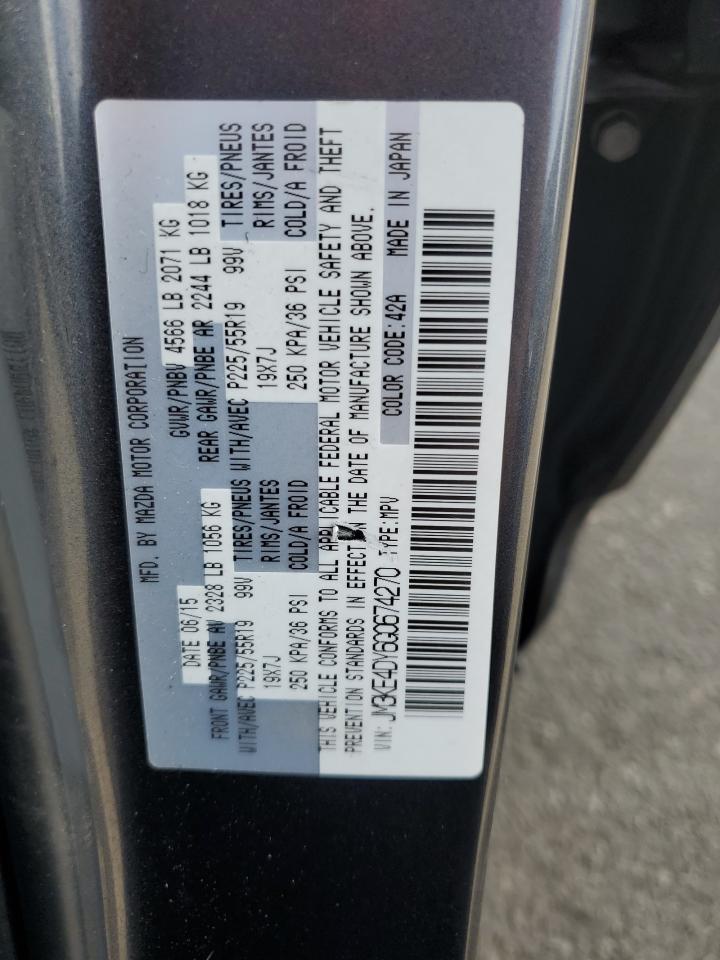 MFD. BY MAZDA MOTOR CORPORATION
DATE 06/15 GVWR/PNBV 4566 LB 2071 KG
FRONT GAWR/PNBE AV 2328 LB 1056 KG REAR GAWR/PNBE AR 2244 LB 1018 KG
WITH/AVEC P225/55R19 99V TIRES/PNEUS WITH/AVEC P225/55R19 99V TIRES/PNEUS
19X7J RIMS/JANTES 19X7J RIMS/JANTES
250 KPA/36 PSI COLD/A FROID 250 KPA/36 PSI COLD/A FROID
THIS VEHICLE CONFORMS TO ALL APPLICABLE FEDERAL MOTOR VEHICLE SAFETY AND THEFT
PREVENTION STANDARDS IN EFFECT ON THE DATE OF MANUFACTURE SHOWN ABOVE.
VIN: JM3KE4DY6G0674270 TYPE:MPV COLOR CODE:42A MADE IN JAPAN